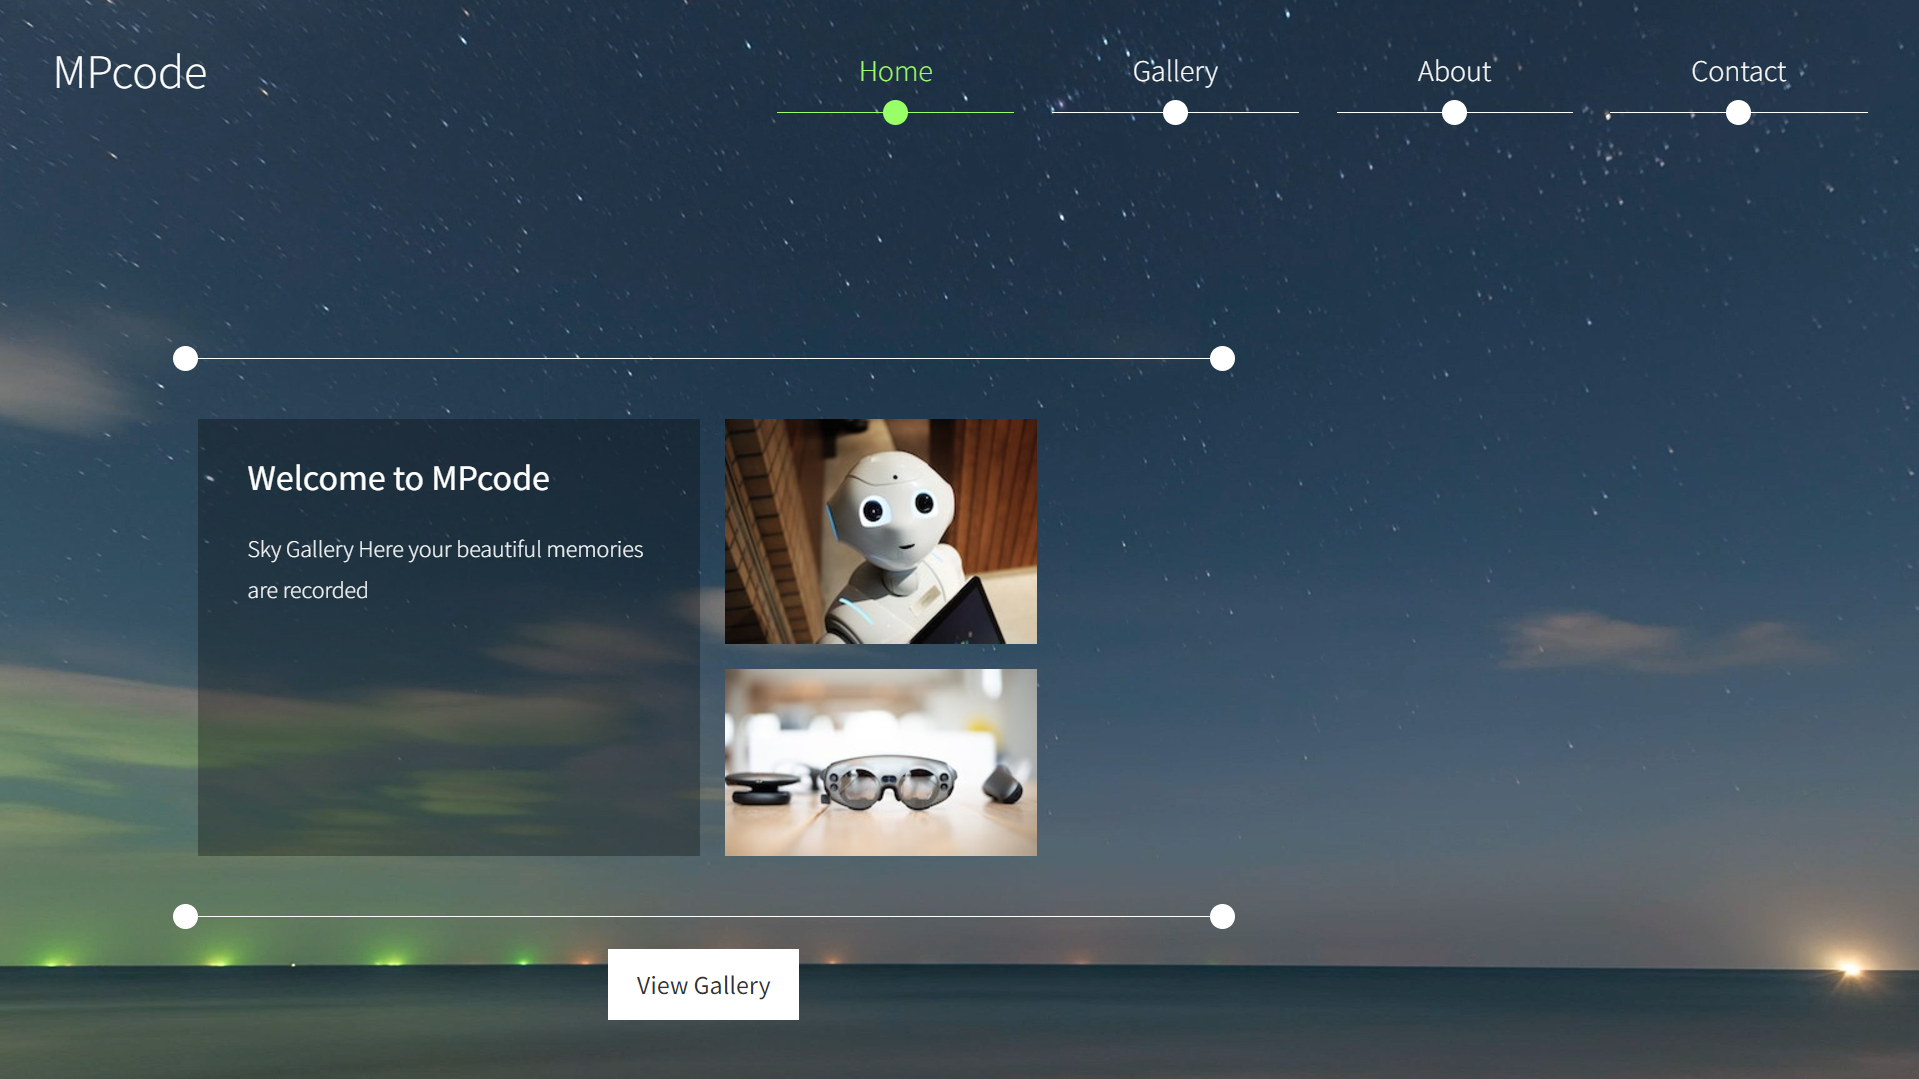 MPcode
Home
Gallery
About
Contact
Welcome to MPcode
Sky Gallery Here your beautiful memories
are recorded
View Gallery